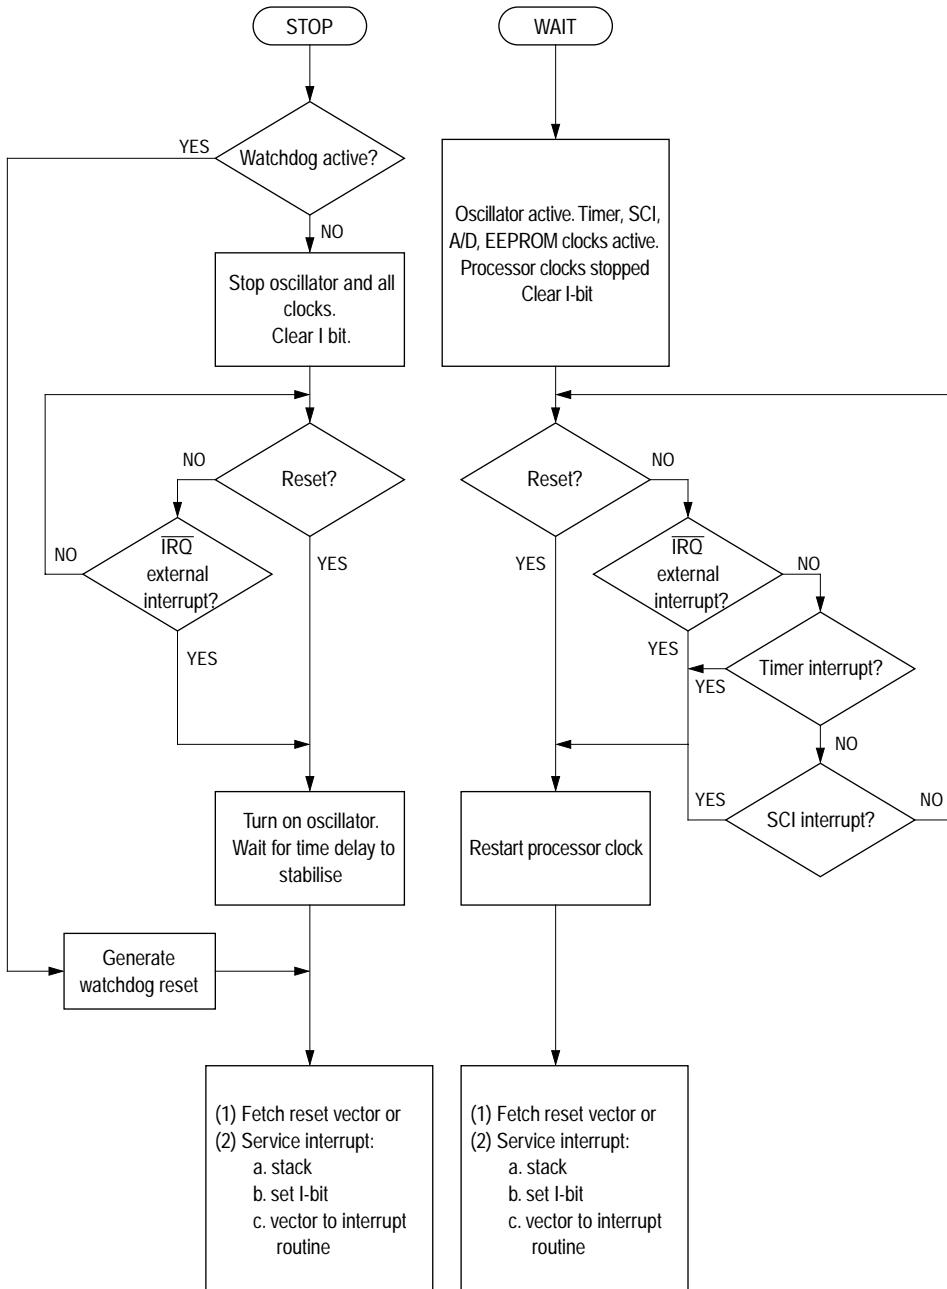 STOP
WAIT
YES
Watchdog active?
NO
Oscillator active. Timer, SCI,
A/D, EEPROM clocks active.
Processor clocks stopped
Clear I-bit
Stop oscillator and all
clocks.
Clear I bit.
NO
Reset?
Reset?
NO
NO
IRQ
external
interrupt?
YES
YES
IRQ
external
interrupt?
NO
YES
YES
YES
Timer interrupt?
NO
YES
SCI interrupt?
NO
Turn on oscillator.
Wait for time delay to
stabilise
Restart processor clock
Generate
watchdog reset
(1) Fetch reset vector or
(2) Service interrupt:
a. stack
b. set I-bit
c. vector to interrupt
routine
(1) Fetch reset vector or
(2) Service interrupt:
a. stack
b. set I-bit
c. vector to interrupt
routine